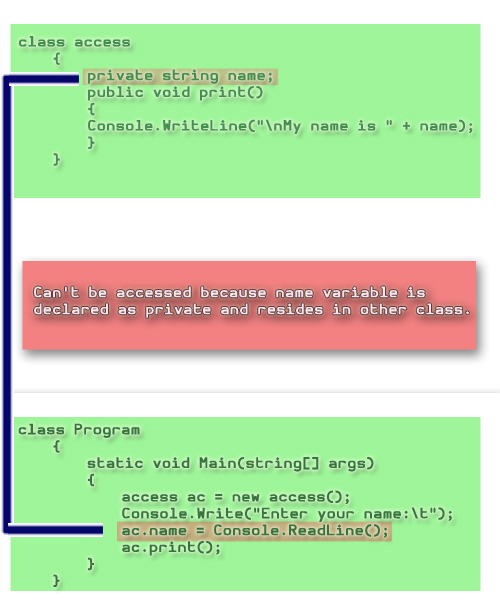 class access
{
private string name;
public void print()
{
Console.WriteLine("\nMy name is " + name);
}
}
Can't be accessed because name variable is
declared as private and resides in other class.
class Program
{
static void Main(string[] args)
{
access ac = new access();
Console.Write("Enter your name:\t");
ac.name = Console.ReadLine();
ac.print();
}
}